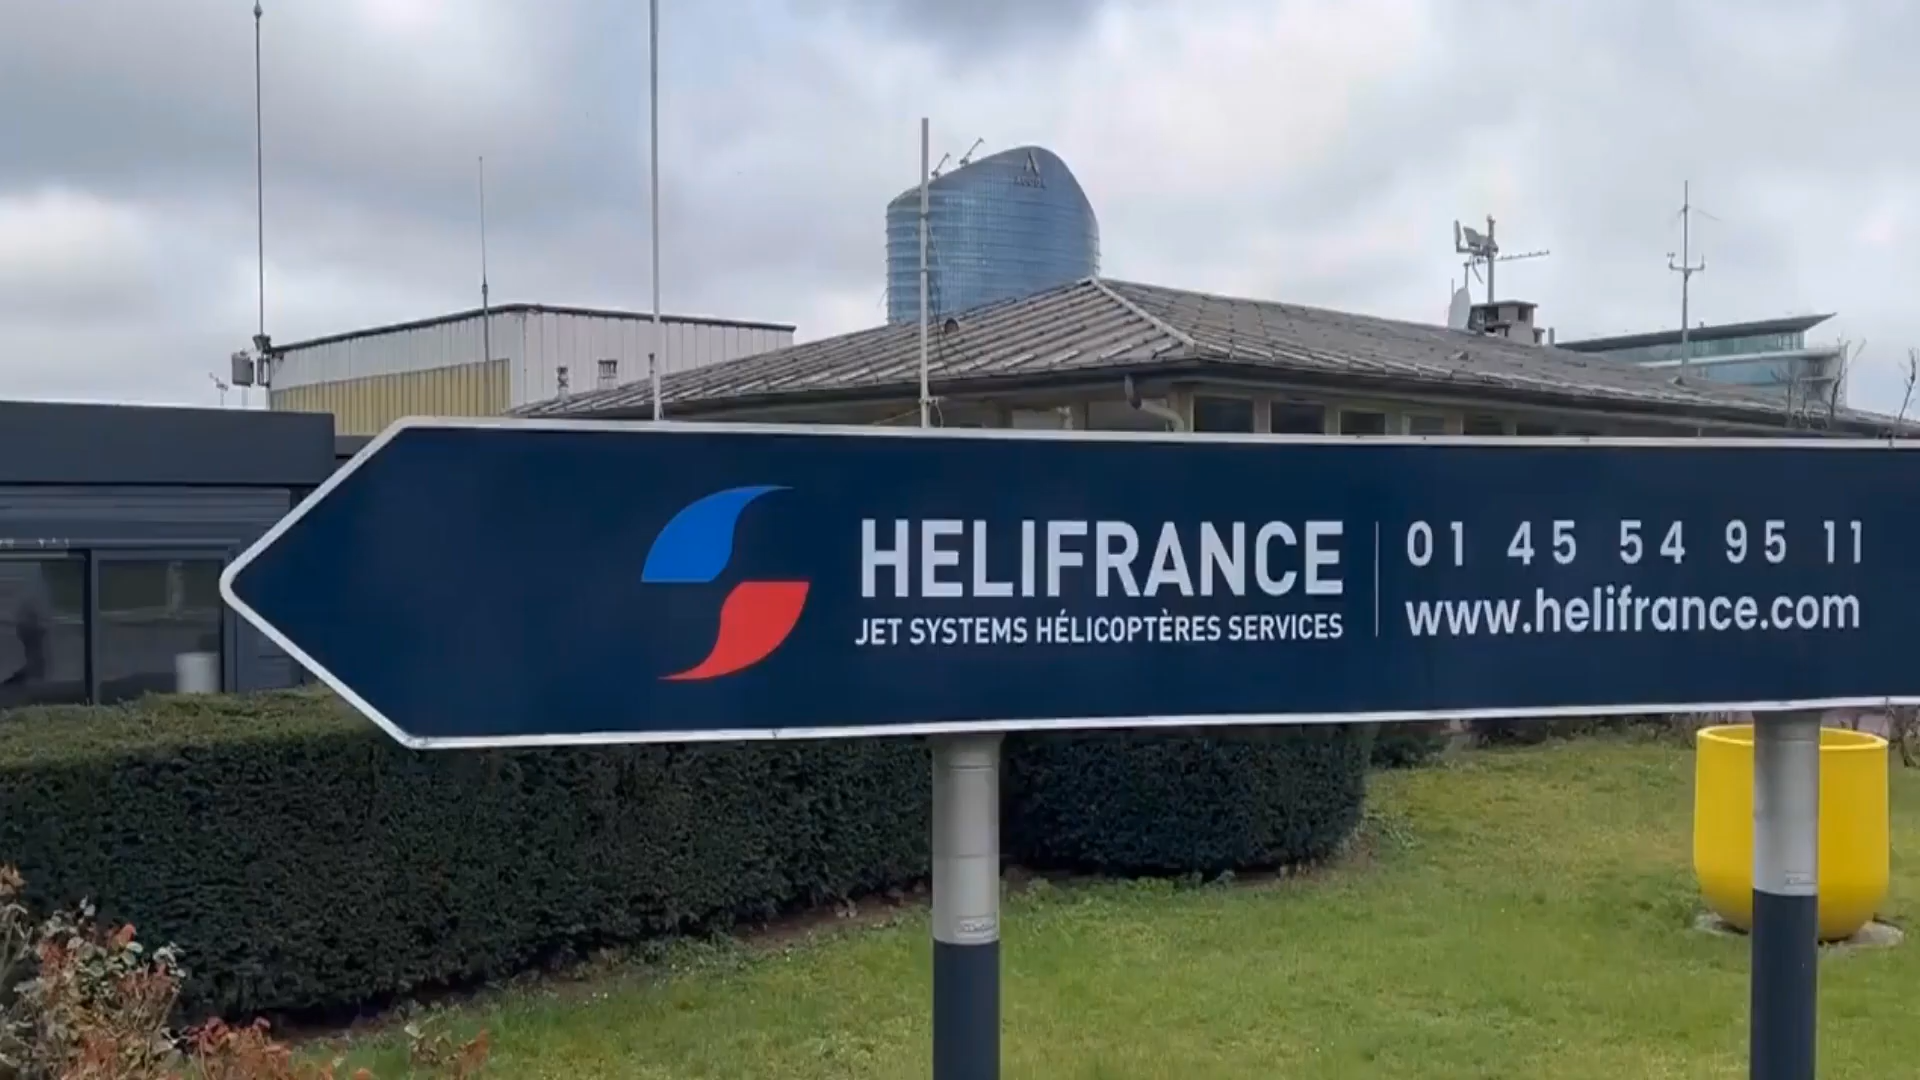 HELIFRANCE
JET SYSTEMS HÉLICOPTÈRES SERVICES
01 45 54 95 11
www.helifrance.com